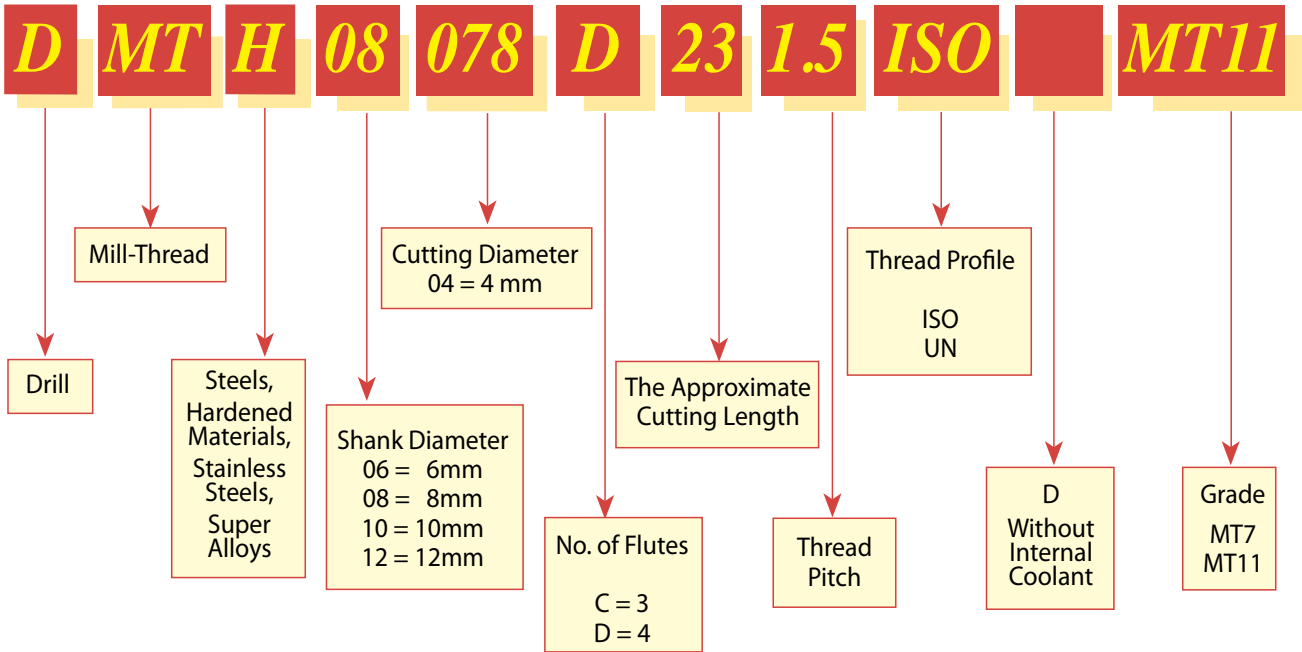 D MT H 08 078 D 23 1.5 ISO MT11
Drill
Mill-Thread
Steels,
Hardened
Materials,
Stainless
Steels,
Super
Alloys
Shank Diameter
06 = 6mm
08 = 8mm
10 = 10mm
12 = 12mm
Cutting Diameter
04 = 4 mm
No. of Flutes
C = 3
D = 4
The Approximate
Cutting Length
Thread
Pitch
Thread Profile
ISO
UN
D
Without
Internal
Coolant
Grade
MT7
MT11